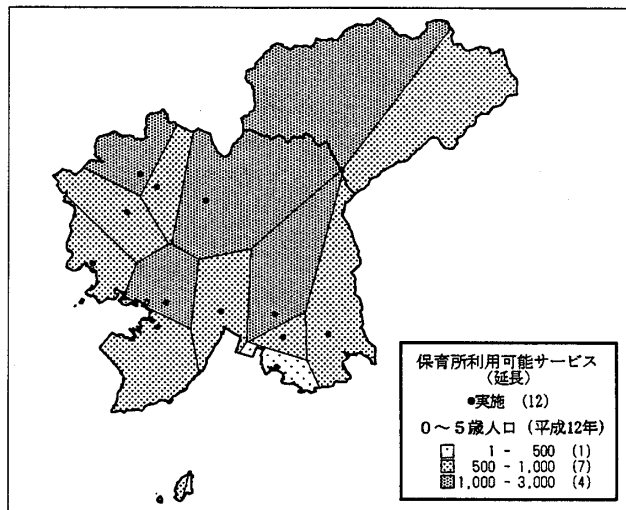 保育所利用可能サービス
(延長)
●実施 (12)
0～5歳人口 (平成12年)
1 - 500 (1)
500 - 1,000 (7)
1,000 - 3,000 (4)